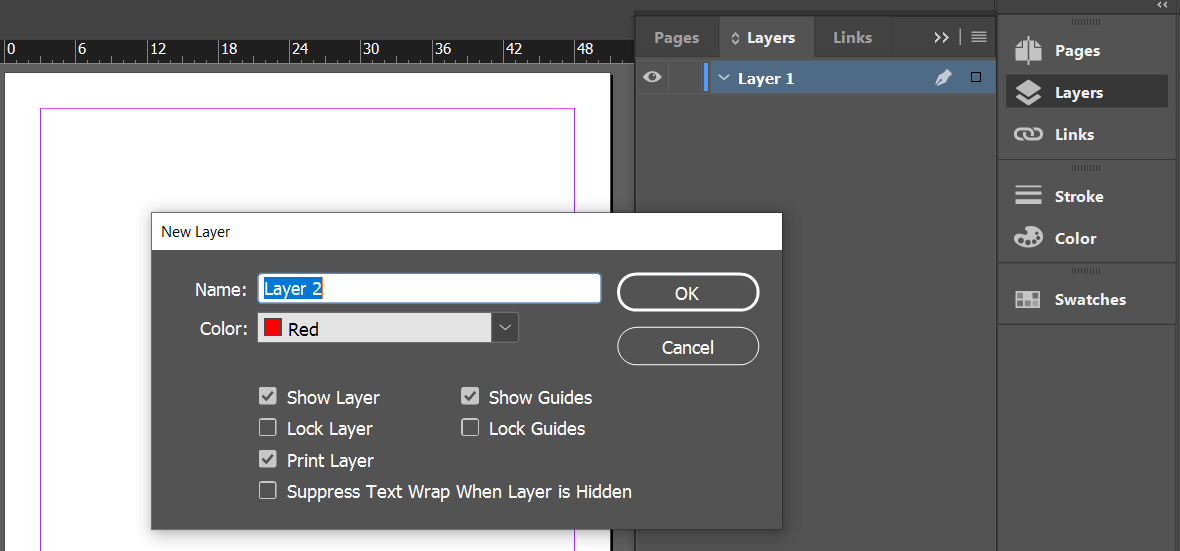 0 6 12 18 24 30 36 42 48
Pages Layers Links
Layer 1
Pages
Layers
Links
Stroke
Color
Swatches
New Layer
Name: Layer 2
OK
Color: Red
Cancel
Show Layer Show Guides
Lock Layer Lock Guides
Print Layer
Suppress Text Wrap When Layer is Hidden